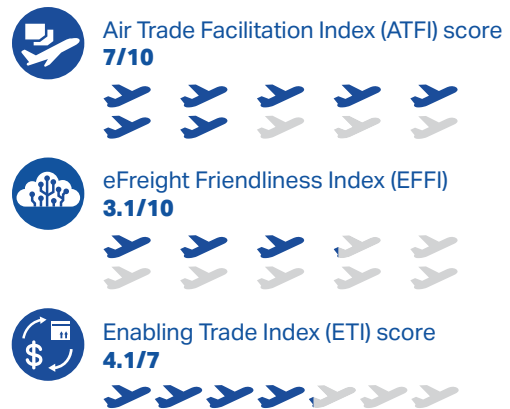 Air Trade Facilitation Index (ATFI) score
7/10
eFreight Friendliness Index (EFFI)
3.1/10
Enabling Trade Index (ETI) score
$
4.1/7